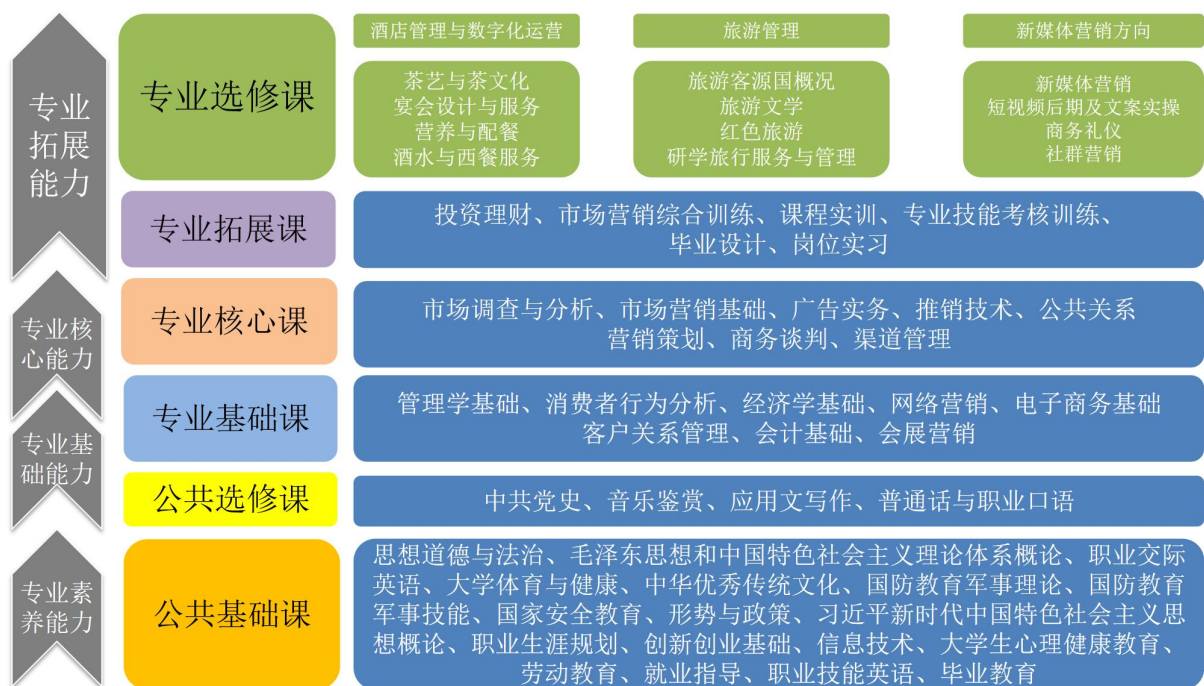 专业
拓展
能力
专业核
心能力
专业基
础能力
专业素
养能力
专业选修课
酒店管理与数字化运营
茶艺与茶文化
宴会设计与服务
营养与配餐
酒水与西餐服务
旅游管理
旅游客源国概况
旅游文学
红色旅游
研学旅行服务与管理
新媒体营销方向
新媒体营销
短视频后期及文案实操
商务礼仪
社群营销
专业拓展课
投资理财、市场营销综合训练、课程实训、专业技能考核训练、
毕业设计、岗位实习
专业核心课
市场调查与分析、市场营销基础、广告实务、推销技术、公共关系
营销策划、商务谈判、渠道管理
专业基础课
管理学基础、消费者行为分析、经济学基础、网络营销、电子商务基础
客户关系管理、会计基础、会展营销
公共选修课
中共党史、音乐鉴赏、应用文写作、普通话与职业口语
公共基础课
思想道德与法治、毛泽东思想和中国特色社会主义理论体系概论、职业交际
英语、大学体育与健康、中华优秀传统文化、国防教育军事理论、国防教育
军事技能、国家安全教育、形势与政策、习近平新时代中国特色社会主义思
想概论、职业生涯规划、创新创业基础、信息技术、大学生心理健康教育、
劳动教育、就业指导、职业技能英语、毕业教育